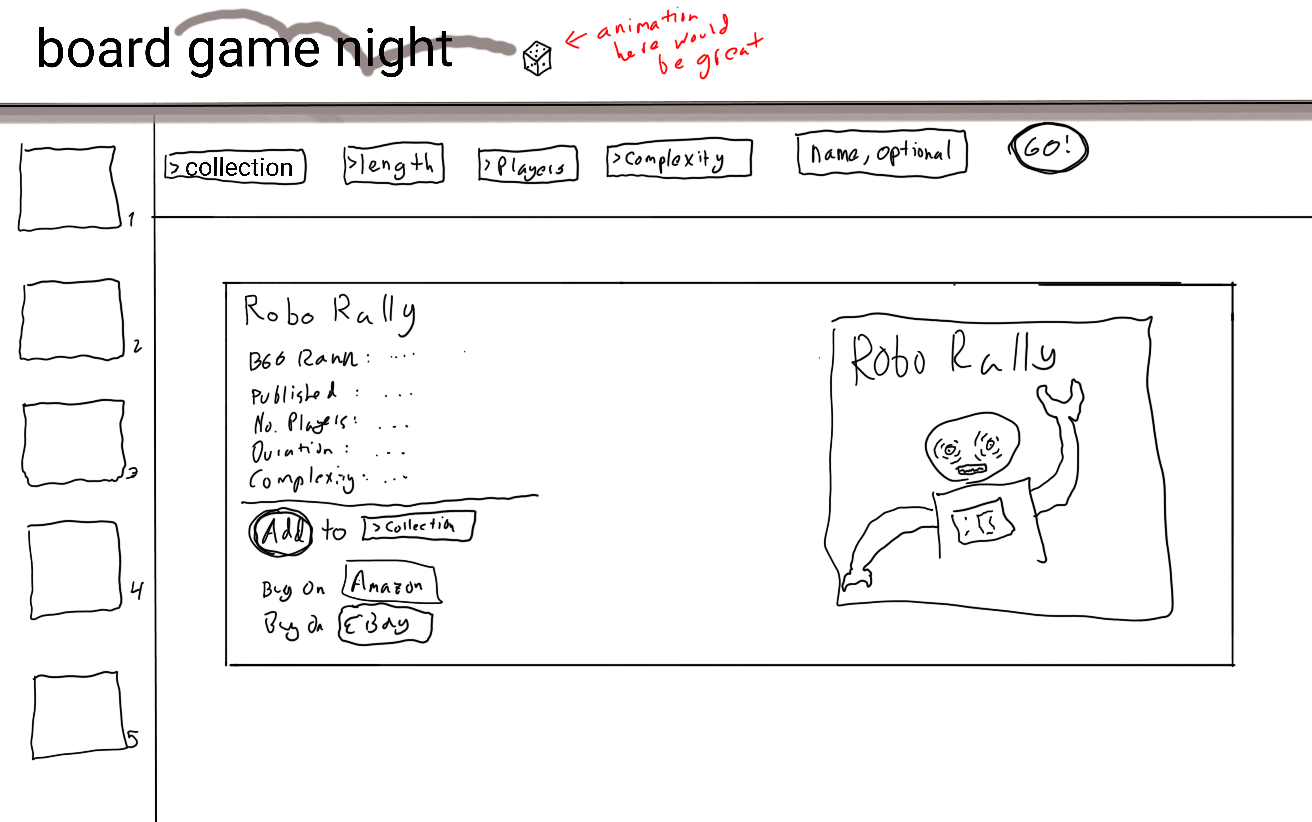 board game night
← animation
here would
be great
> collection
> length
> Players
> Complexity
name, optional
GO!
1
2
3
4
5
Robo Rally
BGG Rank: ....
Published : ...
No. Players: ...
Duration : ...
Complexity: ...
Add to > Collection
Buy On Amazon
Buy On EBay
Robo Rally